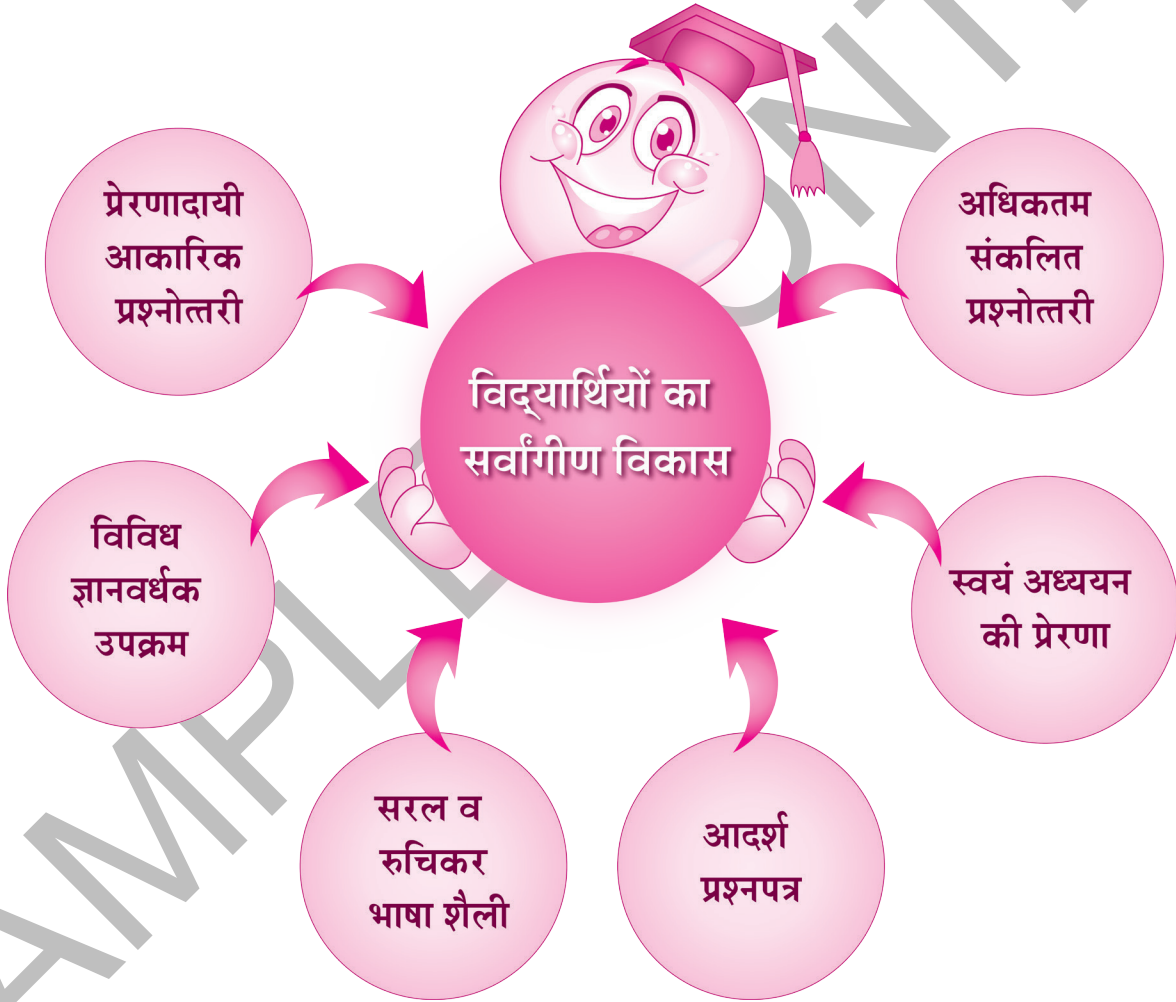 प्रेरणादायी
आकारिक
प्रश्नोत्तरी
अधिकतम
संकलित
प्रश्नोत्तरी
विद्‌यार्थियों का
सर्वांगीण विकास
विविध
ज्ञानवर्धक
उपक्रम
स्वयं अध्ययन
की प्रेरणा
सरल व
रुचिकर
भाषा शैली
आदर्श
प्रश्नपत्र